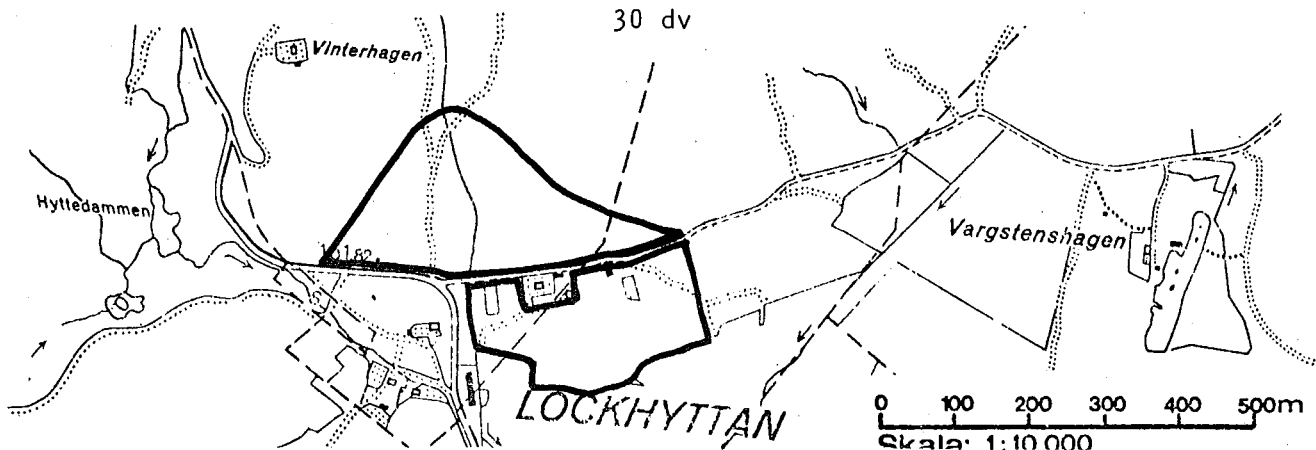 30 dv
Vinterhagen
Hyttedammen
Vargstenshagen
LOCKHYTTAN
0 100 200 300 400 500m
Skala: 1:10 000